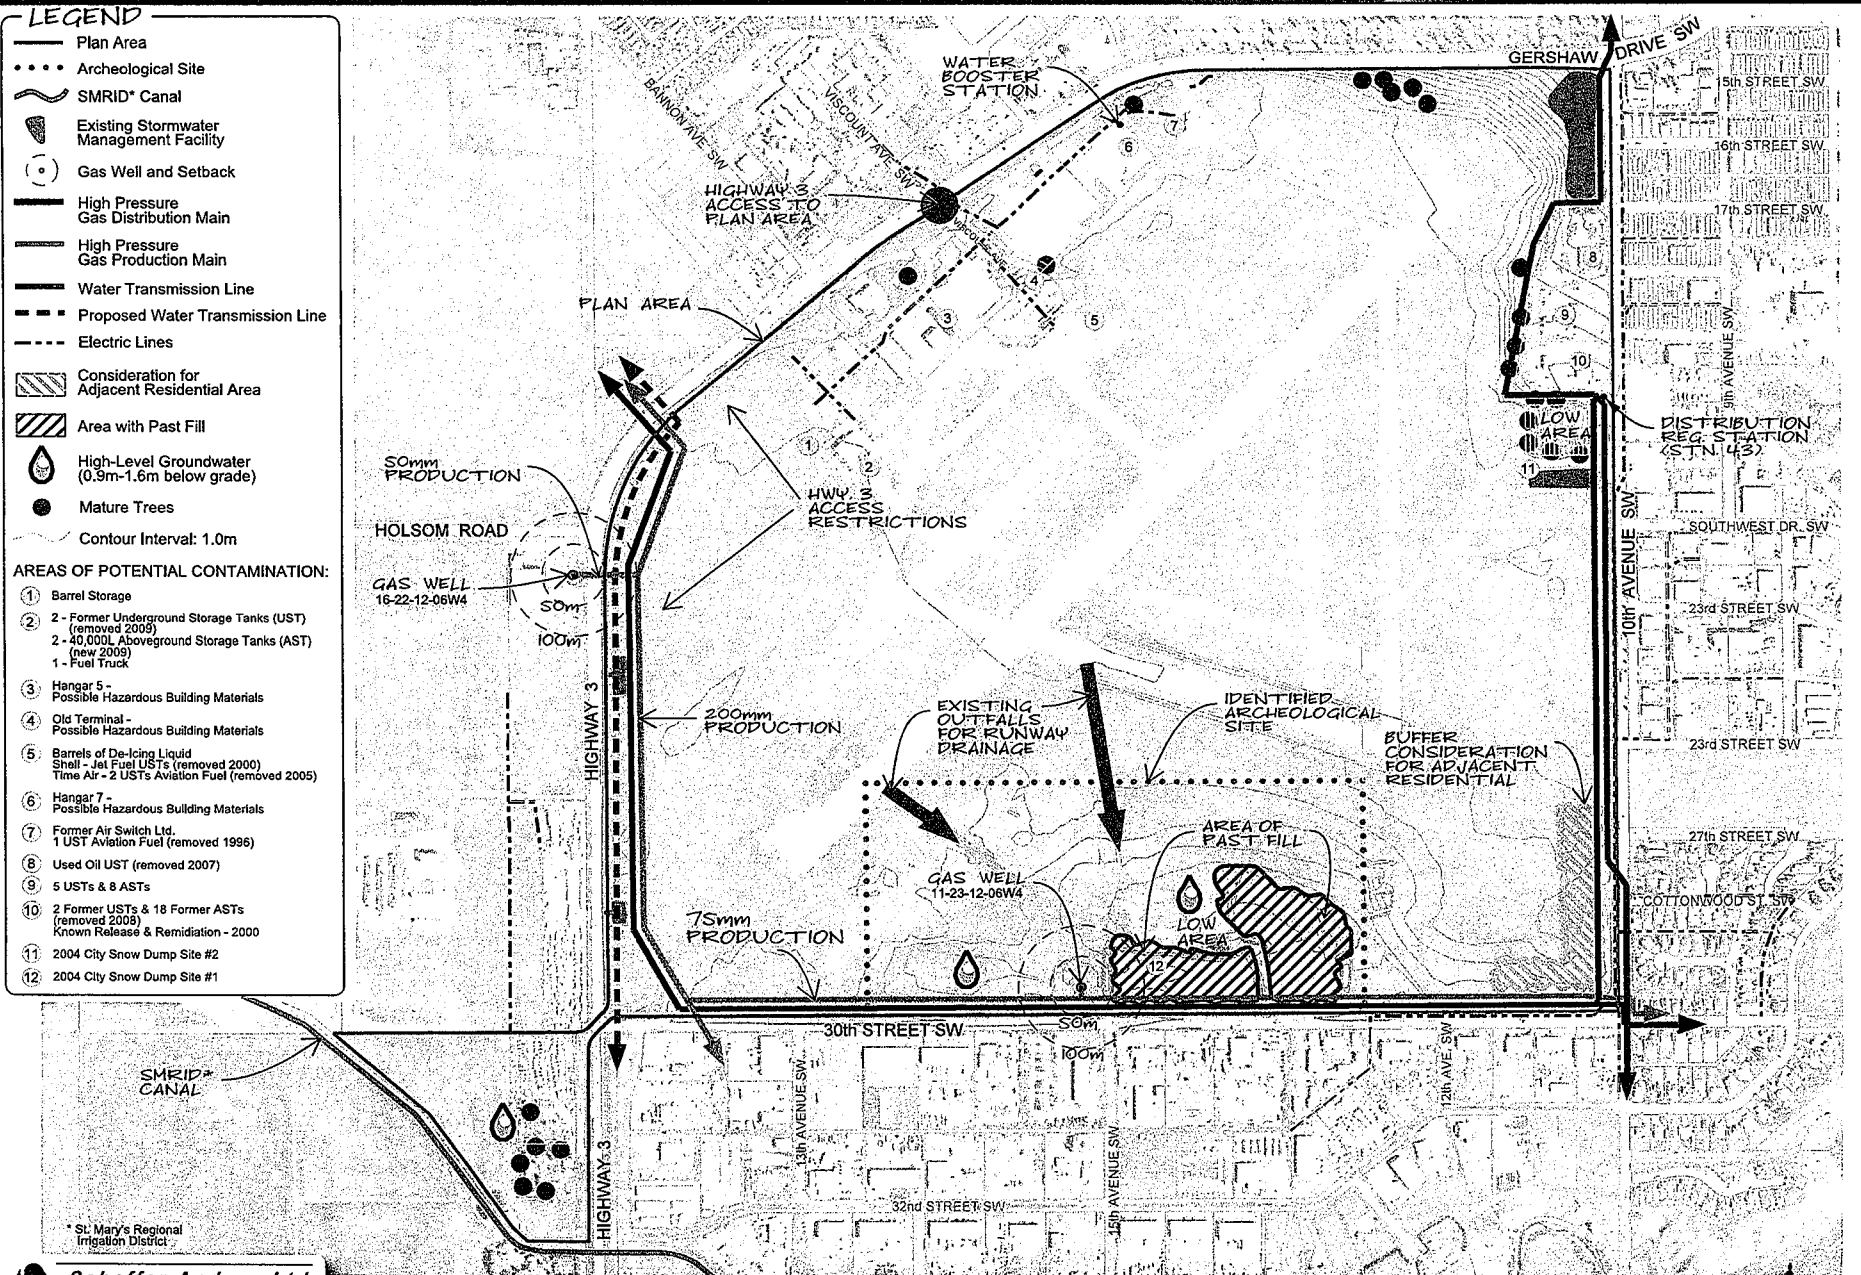 LEGEND
Plan Area
Archeological Site
SMRID* Canal
Existing Stormwater
Management Facility
Gas Well and Setback
High Pressure
Gas Distribution Main
High Pressure
Gas Production Main
Water Transmission Line
Proposed Water Transmission Line
Electric Lines
Consideration for
Adjacent Residential Area
Area with Past Fill
High-Level Groundwater
(0.9m-1.6m below grade)
Mature Trees
Contour Interval: 1.0m
AREAS OF POTENTIAL CONTAMINATION:
1 Barrel Storage
2 2 - Former Underground Storage Tanks (UST)
(removed 2009)
2 - 40,000L Aboveground Storage Tanks (AST)
(new 2009)
1 - Fuel Truck
3 Hangar 5 -
Possible Hazardous Building Materials
4 Old Terminal -
Possible Hazardous Building Materials
5 Barrels of De-Icing Liquid
Shell - Jet Fuel USTs (removed 2000)
Time Air - 2 USTs Aviation Fuel (removed 2005)
6 Hangar 7 -
Possible Hazardous Building Materials
7 Former Air Switch Ltd.
1 UST Aviation Fuel (removed 1996)
8 Used Oil UST (removed 2007)
9 5 USTs & 8 ASTs
10 2 Former USTs & 18 Former ASTs
(removed 2008)
Known Release & Remidiation - 2000
11 2004 City Snow Dump Site #2
12 2004 City Snow Dump Site #1
GERSHAW DRIVE SW
WATER
BOOSTER
STATION
BANNON AVE SW
VISCOUNT AVE SW
15th STREET SW
16th STREET SW
17th STREET SW
7
6
HIGHWAY 3
ACCESS TO
PLAN AREA
VISCOUNT AVE
8
4
PLAN AREA
3
5
9
10
9th AVENUE SW
LOW
AREA
DISTRIBUTION
REG. STATION
(STN. 43)
1
2
11
50mm
PRODUCTION
HWY. 3
ACCESS
RESTRICTIONS
HOLSOM ROAD
SOUTHWEST DR. SW
10th AVENUE SW
GAS WELL
16-22-12-06W4
50m
100m
23rd STREET SW
HIGHWAY 3
200mm
PRODUCTION
EXISTING
OUTFALLS
FOR RUNWAY
DRAINAGE
IDENTIFIED
ARCHEOLOGICAL
SITE
BUFFER
CONSIDERATION
FOR ADJACENT
RESIDENTIAL
23rd STREET SW
AREA OF
PAST FILL
27th STREET SW
GAS WELL
11-23-12-06W4
COTTONWOOD ST. SW
75mm
PRODUCTION
LOW
AREA
12
30th STREET SW
50m
100m
SMRID*
CANAL
13th AVENUE SW
12th AVE. SW
HIGHWAY 3
15th AVENUE SW
32nd STREET SW
* St. Mary's Regional
Irrigation District